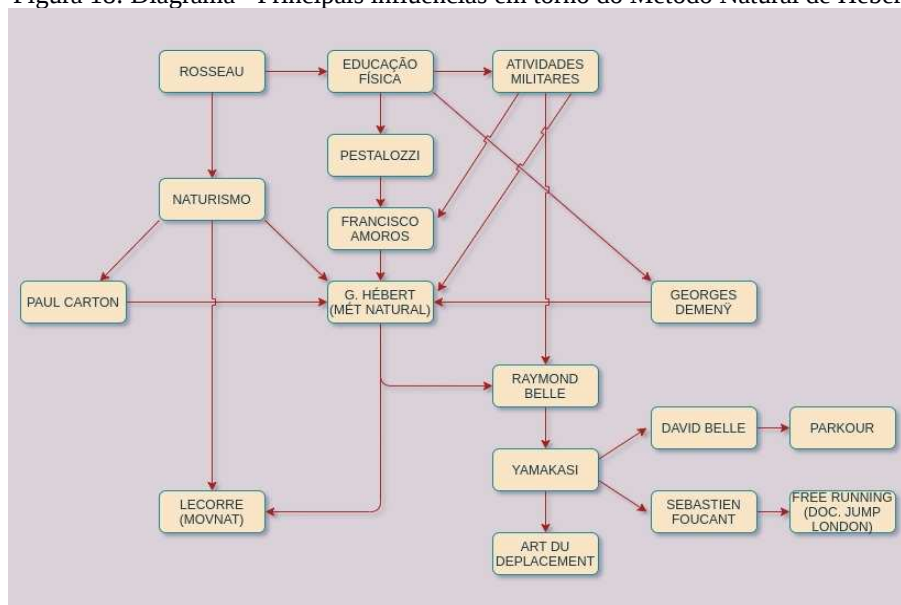 Figura 18: Diagrama - Principais influências em torno do Método Natural de Hébert
ROSSEAU
EDUCAÇÃO
FÍSICA
ATIVIDADES
MILITARES
PESTALOZZI
NATURISMO
FRANCISCO
AMOROS
PAUL CARTON
G. HÉBERT
(MÉT NATURAL)
GEORGES
DEMENŸ
RAYMOND
BELLE
DAVID BELLE
PARKOUR
YAMAKASI
LECORRE
(MOVNAT)
SEBASTIEN
FOUCANT
FREE RUNNING
(DOC. JUMP
LONDON)
ART DU
DEPLACEMENT